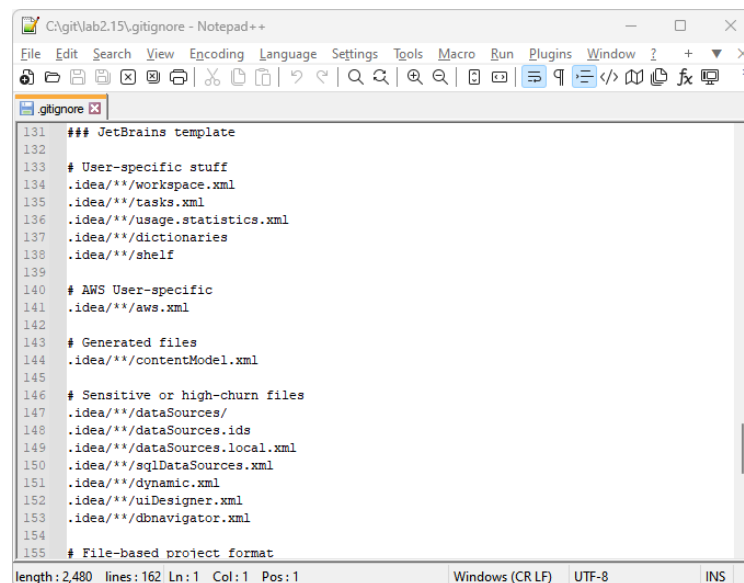 C:\git\lab2.15\.gitignore - Notepad++
File Edit Search View Encoding Language Settings Tools Macro Run Plugins Window ? + ▼ X
.gitignore
131 ### JetBrains template
132
133 # User-specific stuff
134 .idea/**/workspace.xml
135 .idea/**/tasks.xml
136 .idea/**/usage.statistics.xml
137 .idea/**/dictionaries
138 .idea/**/shelf
139
140 # AWS User-specific
141 .idea/**/aws.xml
142
143 # Generated files
144 .idea/**/contentModel.xml
145
146 # Sensitive or high-churn files
147 .idea/**/dataSources/
148 .idea/**/dataSources.ids
149 .idea/**/dataSources.local.xml
150 .idea/**/sqlDataSources.xml
151 .idea/**/dynamic.xml
152 .idea/**/uiDesigner.xml
153 .idea/**/dbnavigator.xml
154
155 # File-based project format
length : 2,480 lines : 162 Ln : 1 Col : 1 Pos : 1 Windows (CR LF) UTF-8 INS